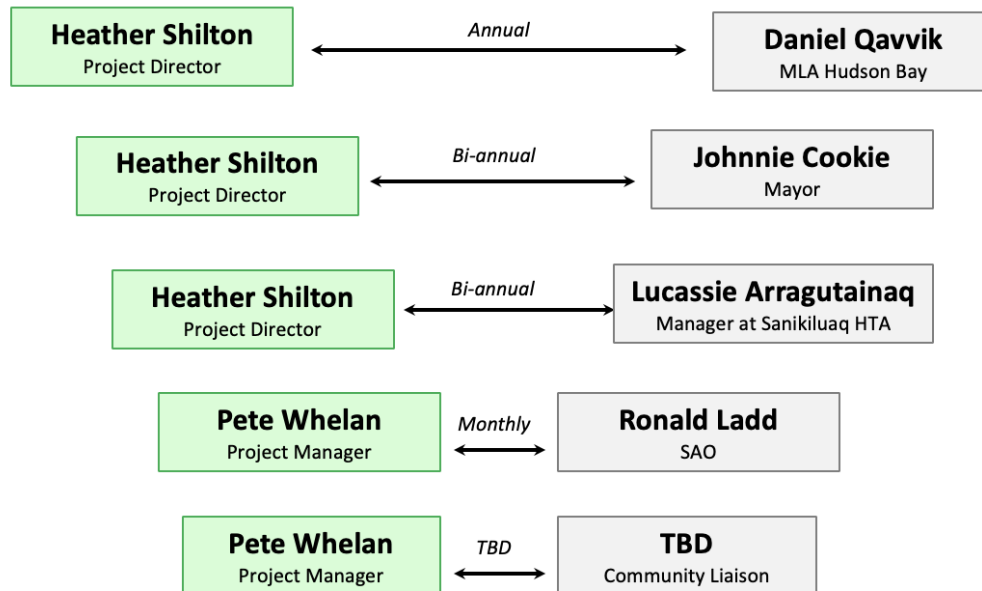 Heather Shilton
Project Director
Annual
Daniel Qavvik
MLA Hudson Bay
Heather Shilton
Project Director
Bi-annual
Johnnie Cookie
Mayor
Heather Shilton
Project Director
Bi-annual
Lucassie Arragutainaq
Manager at Sanikiluaq HTA
Pete Whelan
Project Manager
Monthly
Ronald Ladd
SAO
Pete Whelan
Project Manager
TBD
TBD
Community Liaison